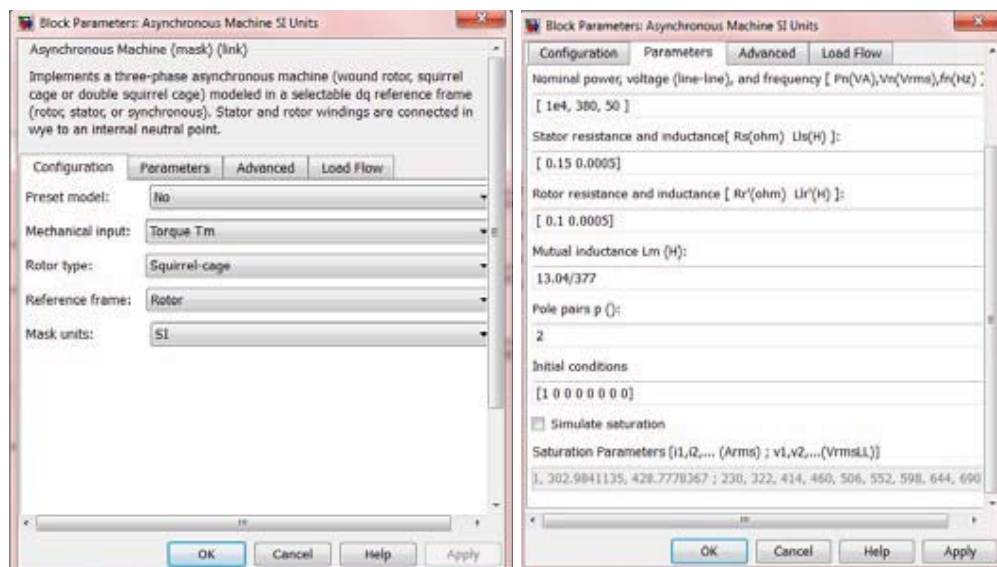 Block Parameters: Asynchronous Machine SI Units
Asynchronous Machine (mask) (link)
Implements a three-phase asynchronous machine (wound rotor, squirrel
cage or double squirrel cage) modeled in a selectable dq reference frame
(rotor, stator, or synchronous). Stator and rotor windings are connected in
wye to an internal neutral point.
Configuration Parameters Advanced Load Flow
Preset model: No
Mechanical input: Torque Tm
Rotor type: Squirrel-cage
Reference frame: Rotor
Mask units: SI
OK Cancel Help Apply
Block Parameters: Asynchronous Machine SI Units
Configuration Parameters Advanced Load Flow
Nominal power, voltage (line-line), and frequency [ Pn(VA),Vn(Vrms),fn(Hz) ]
[ 1e4, 380, 50 ]
Stator resistance and inductance[ Rs(ohm) Lls(H) ]:
[ 0.15 0.0005]
Rotor resistance and inductance [ Rr'(ohm) Llr'(H) ]:
[ 0.1 0.0005]
Mutual inductance Lm (H):
13.04/377
Pole pairs p ():
2
Initial conditions
[1 0 0 0 0 0 0 0]
Simulate saturation
Saturation Parameters [i1,i2,... (Arms) ; v1,v2,...(VrmsLL)]
1, 302.9841135, 428.7778367 ; 230, 322, 414, 460, 506, 552, 598, 644, 690
OK Cancel Help Apply